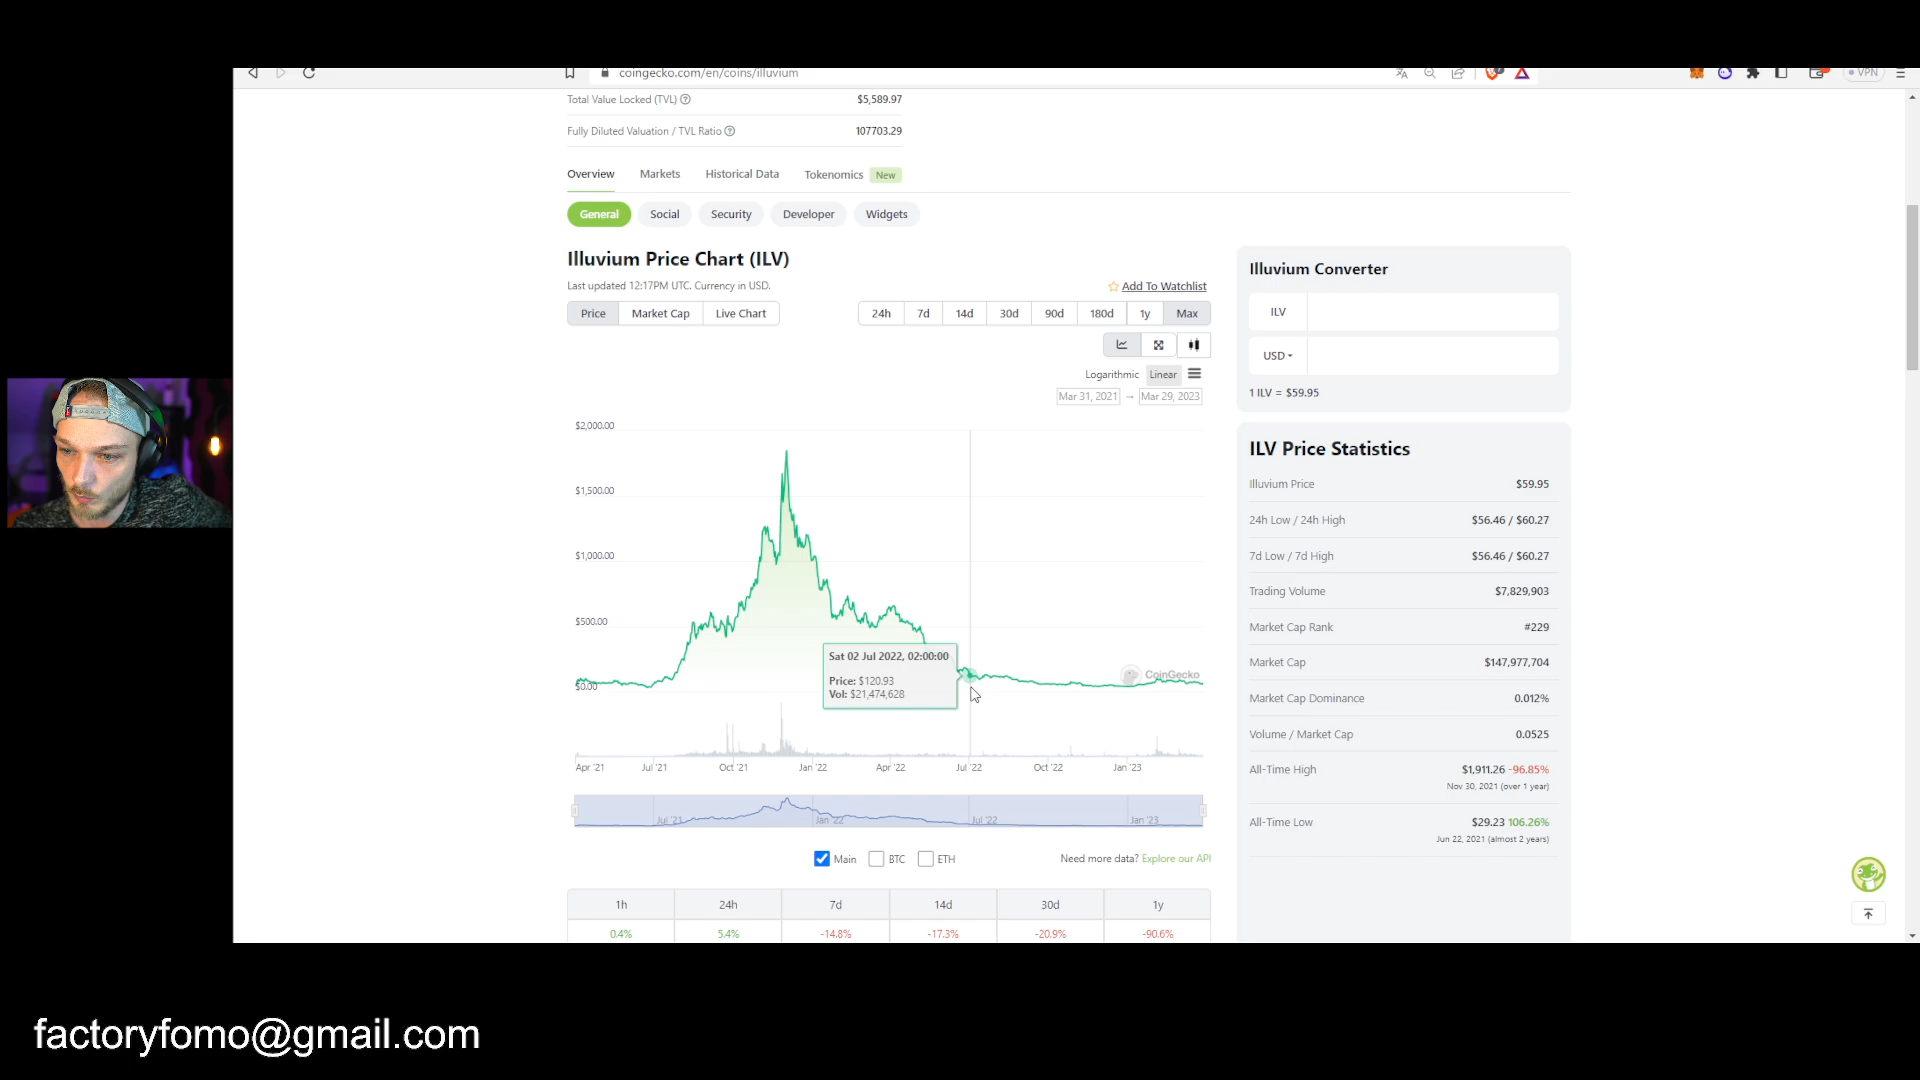 coingecko.com/en/coins/illuvium
VPN
Total Value Locked (TVL) $5,589.97
Fully Diluted Valuation / TVL Ratio 107703.29
Overview Markets Historical Data Tokenomics New
General Social Security Developer Widgets
Illuvium Price Chart (ILV)
Last updated 12:17PM UTC. Currency in USD.
Add To Watchlist
Price Market Cap Live Chart
24h 7d 14d 30d 90d 180d 1y Max
Logarithmic Linear
Mar 31, 2021 → Mar 29, 2023
$2,000.00
$1,500.00
$1,000.00
$500.00
$0.00
Sat 02 Jul 2022, 02:00:00
Price: $120.93
Vol: $21,474,628
CoinGecko
Apr '21 Jul '21 Oct '21 Jan '22 Apr '22 Jul '22 Oct '22 Jan '23
Jul '21 Jan '22 Jul '22 Jan '23
Main BTC ETH
Need more data? Explore our API
1h 24h 7d 14d 30d 1y
0.4% 5.4% -14.8% -17.3% -20.9% -90.6%
Illuvium Converter
ILV
USD
1 ILV = $59.95
ILV Price Statistics
Illuvium Price $59.95
24h Low / 24h High $56.46 / $60.27
7d Low / 7d High $56.46 / $60.27
Trading Volume $7,829,903
Market Cap Rank #229
Market Cap $147,977,704
Market Cap Dominance 0.012%
Volume / Market Cap 0.0525
All-Time High $1,911.26 -96.85%
Nov 30, 2021 (over 1 year)
All-Time Low $29.23 106.26%
Jun 22, 2021 (almost 2 years)
factoryfomo@gmail.com